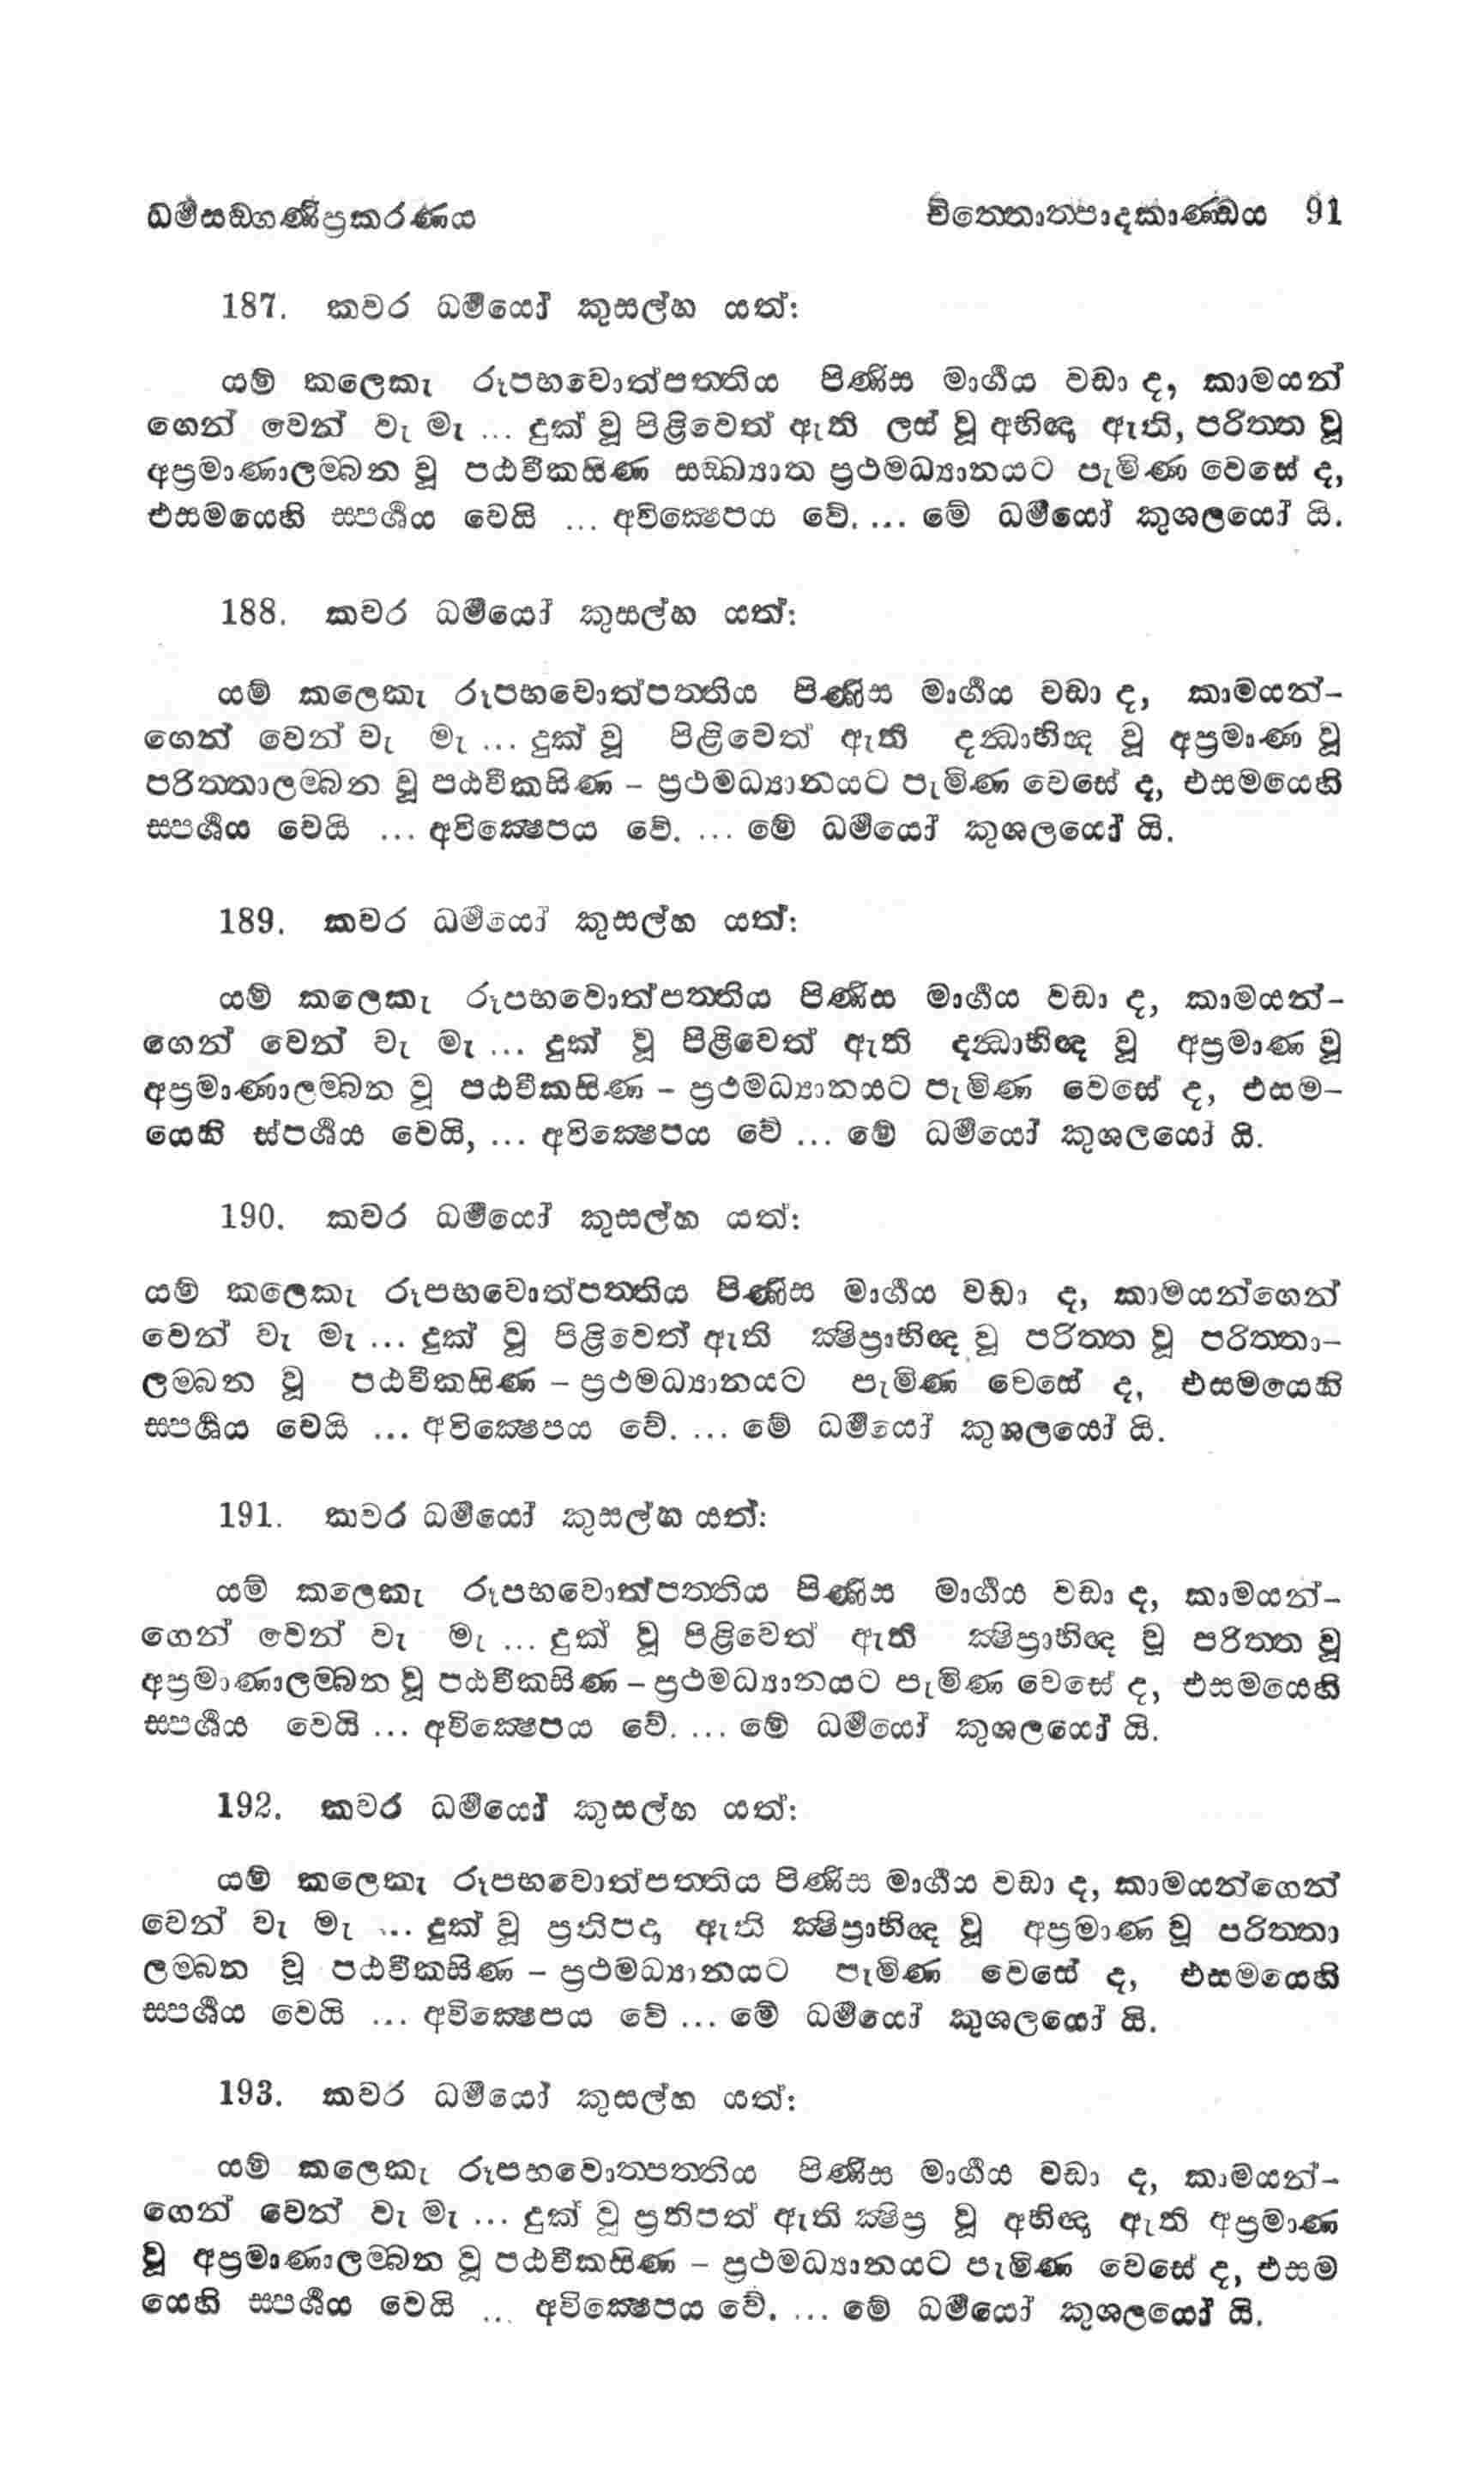 ධර්මසඞ්ගණිප්‍රකරණය චිත්තොත්පාදකාණ්ඩය 91
187. කවර ධර්මයෝ කුසල්හ යත්:
යම් කලෙකැ රූපභවොත්පත්තිය පිණිස මාර්ගය වඩා ද, කාමයන්
ගෙන් වෙන් වැ මැ ... දුක් වූ පිළිවෙත් ඇති ලස් වූ අභිඥා ඇති, පරිත්ත වූ
අප්‍රමාණාලම්බන වූ පඨවීකසිණ සඞ්ඛ්‍යාත ප්‍රථමධ්‍යානයට පැමිණ වෙසේ ද,
එසමයෙහි ස්පර්ශය වෙයි ... අවික්ෂෙපය වේ. ... මේ ධර්මයෝ කුශලයෝ යි.
188. කවර ධර්මයෝ කුසල්හ යත්:
යම් කලෙකැ රූපභවොත්පත්තිය පිණිස මාර්ගය වඩා ද, කාමයන්-
ගෙන් වෙන් වැ මැ ... දුක් වූ පිළිවෙත් ඇති දන්ධාභිඥ වූ අප්‍රමාණ වූ
පරිත්තාලම්බන වූ පඨවීකසිණ – ප්‍රථමධ්‍යානයට පැමිණ වෙසේ ද, එසමයෙහි
ස්පර්ශය වෙයි ... අවික්ෂෙපය වේ. ... මේ ධර්මයෝ කුශලයෝ යි.
189. කවර ධර්මයෝ කුසල්හ යත්:
යම් කලෙකැ රූපභවොත්පත්තිය පිණිස මාර්ගය වඩා ද, කාමයන්-
ගෙන් වෙන් වැ මැ ... දුක් වූ පිළිවෙත් ඇති දන්ධාභිඥ වූ අප්‍රමාණ වූ
අප්‍රමාණාලම්බන වූ පඨවීකසිණ – ප්‍රථමධ්‍යානයට පැමිණ වෙසේ ද, එසම-
යෙහි ස්පර්ශය වෙයි, ... අවික්ෂෙපය වේ ... මේ ධර්මයෝ කුශලයෝ යි.
190. කවර ධර්මයෝ කුසල්හ යත්:
යම් කලෙකැ රූපභවොත්පත්තිය පිණිස මාර්ගය වඩා ද, කාමයන්ගෙන්
වෙන් වැ මැ ... දුක් වූ පිළිවෙත් ඇති ක්ෂිප්‍රාභිඥ වූ පරිත්ත වූ පරිත්තා-
ලම්බන වූ පඨවීකසිණ – ප්‍රථමධ්‍යානයට පැමිණ වෙසේ ද, එසමයෙහි
ස්පර්ශය වෙයි ... අවික්ෂෙපය වේ. ... මේ ධර්මයෝ කුශලයෝ යි.
191. කවර ධර්මයෝ කුසල්හ යත්:
යම් කලෙකැ රූපභවොත්පත්තිය පිණිස මාර්ගය වඩා ද, කාමයන්-
ගෙන් වෙන් වැ මැ ... දුක් වූ පිළිවෙත් ඇති ක්ෂිප්‍රාභිඥ වූ පරිත්ත වූ
අප්‍රමාණාලම්බන වූ පඨවීකසිණ – ප්‍රථමධ්‍යානයට පැමිණ වෙසේ ද, එසමයෙහි
ස්පර්ශය වෙයි ... අවික්ෂෙපය වේ. ... මේ ධර්මයෝ කුශලයෝ යි.
192. කවර ධර්මයෝ කුසල්හ යත්:
යම් කලෙකැ රූපභවොත්පත්තිය පිණිස මාර්ගය වඩා ද, කාමයන්ගෙන්
වෙන් වැ මැ ... දුක් වූ ප්‍රතිපදා ඇති ක්ෂිප්‍රාභිඥ වූ අප්‍රමාණ වූ පරිත්තා
ලම්බන වූ පඨවීකසිණ – ප්‍රථමධ්‍යානයට පැමිණ වෙසේ ද, එසමයෙහි
ස්පර්ශය වෙයි ... අවික්ෂෙපය වේ ... මේ ධර්මයෝ කුශලයෝ යි.
193. කවර ධර්මයෝ කුසල්හ යත්:
යම් කලෙකැ රූපභවොත්පත්තිය පිණිස මාර්ගය වඩා ද, කාමයන්-
ගෙන් වෙන් වැ මැ ... දුක් වූ ප්‍රතිපත් ඇති ක්ෂිප්‍ර වූ අභිඥා ඇති අප්‍රමාණ
වූ අප්‍රමාණාලම්බන වූ පඨවීකසිණ – ප්‍රථමධ්‍යානයට පැමිණ වෙසේ ද, එසම
යෙහි ස්පර්ශය වෙයි ... අවික්ෂෙපය වේ. ... මේ ධර්මයෝ කුශලයෝ යි.